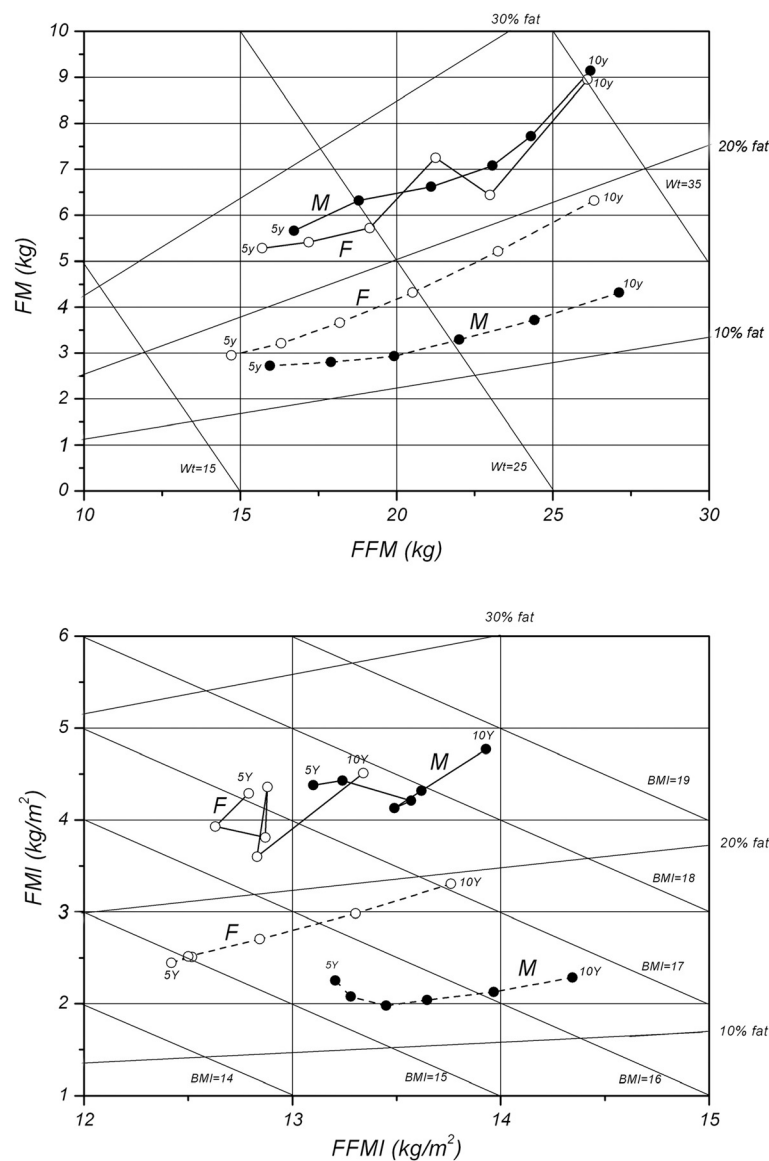 30% fat
10
10y
10y
9
8
20% fat
7
Wt=35
M
10y
6
5y
5y
F
FM (kg)
5
F
10y
4
M
5y
10% fat
3
5y
2
1
Wt=15
Wt=25
0
10
15
20
25
30
FFM (kg)
30% fat
6
5
10Y
M
5Y
10Y
5Y
BMI=19
F
4
20% fat
FMI (kg/m²)
BMI=18
10Y
3
F
5Y
5Y
M
10Y
BMI=17
2
10% fat
BMI=14
BMI=15
BMI=16
1
12
13
14
15
FFMI (kg/m²)